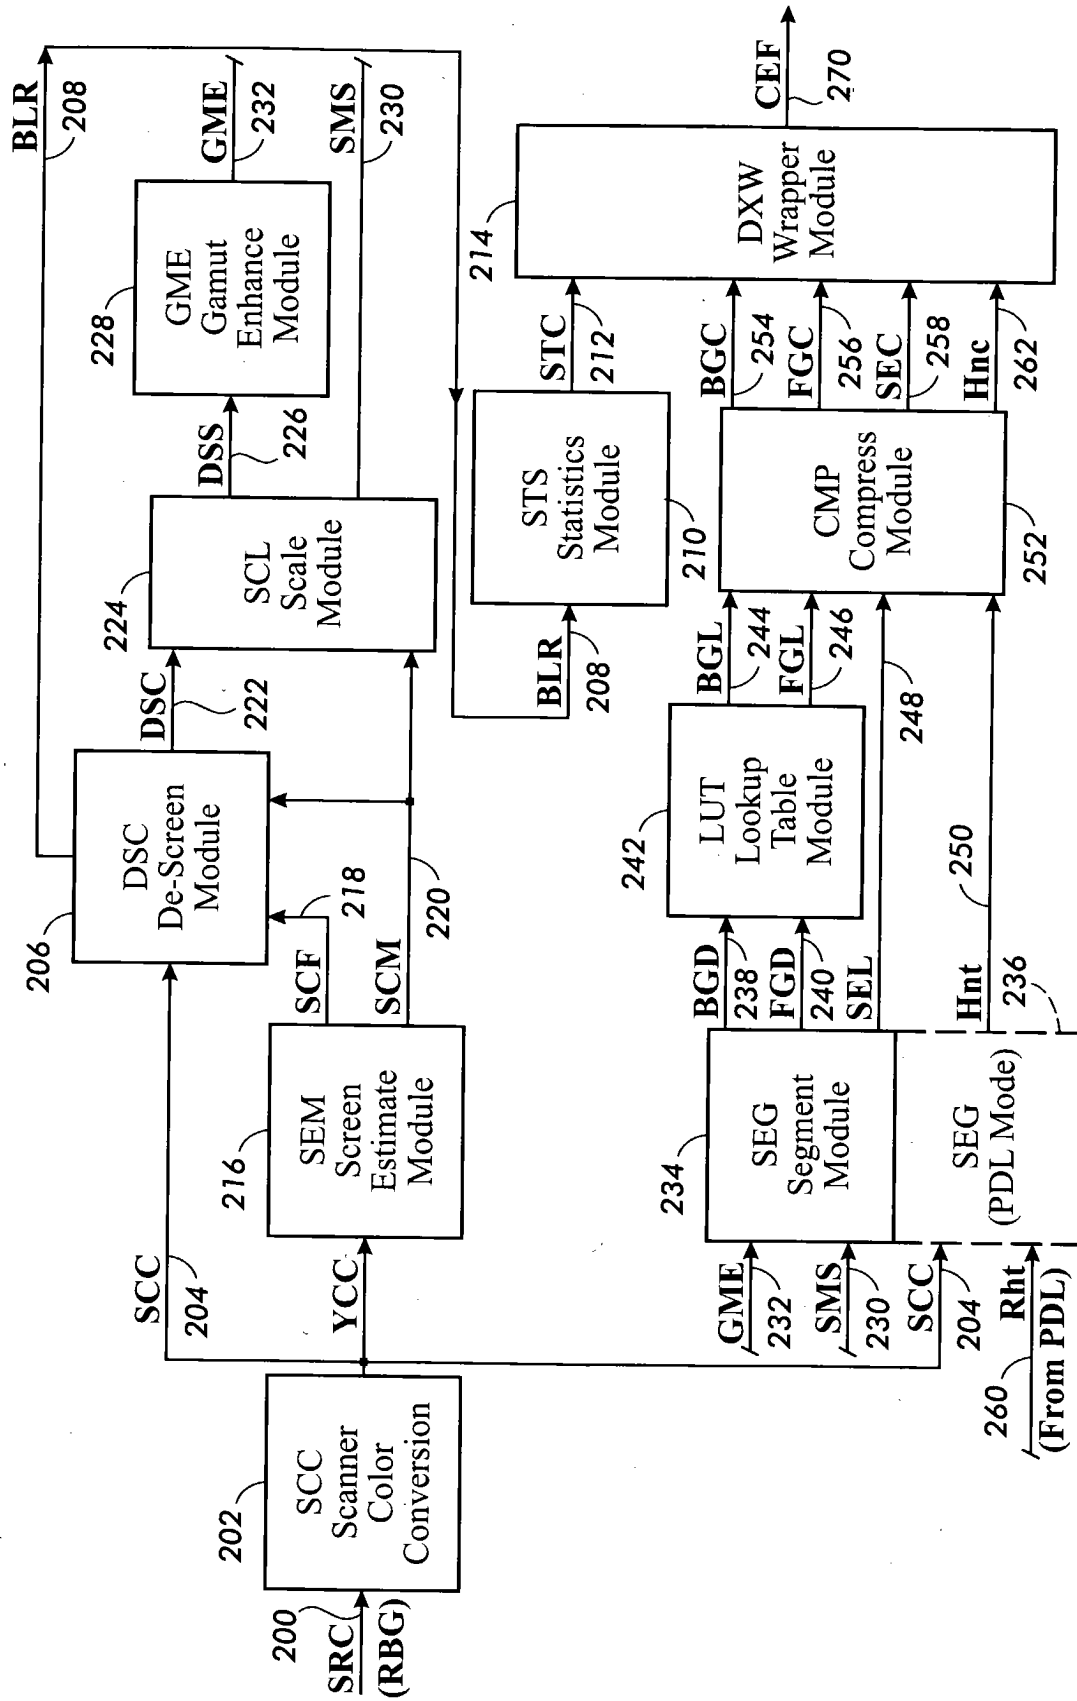 SRC
(RBG)
200
202
SCC
Scanner
Color
Conversion
SCC
204
YCC
216
SEM
Screen
Estimate
Module
SCF
218
SCM
220
206
DSC
De-Screen
Module
BLR
208
DSC
222
224
SCL
Scale
Module
DSS
226
228
GME
Gamut
Enhance
Module
GME
232
SMS
230
BLR
208
STS
Statistics
Module
210
STC
212
214
DXW
Wrapper
Module
CEF
270
GME
232
SMS
230
SCC
204
Rht
260
(From PDL)
234
SEG
Segment
Module
SEG
(PDL Mode)
236
BGD
238
FGD
240
SEL
248
Hnt
250
242
LUT
Lookup
Table
Module
BGL
244
FGL
246
CMP
Compress
Module
252
BGC
254
FGC
256
SEC
258
Hnc
262